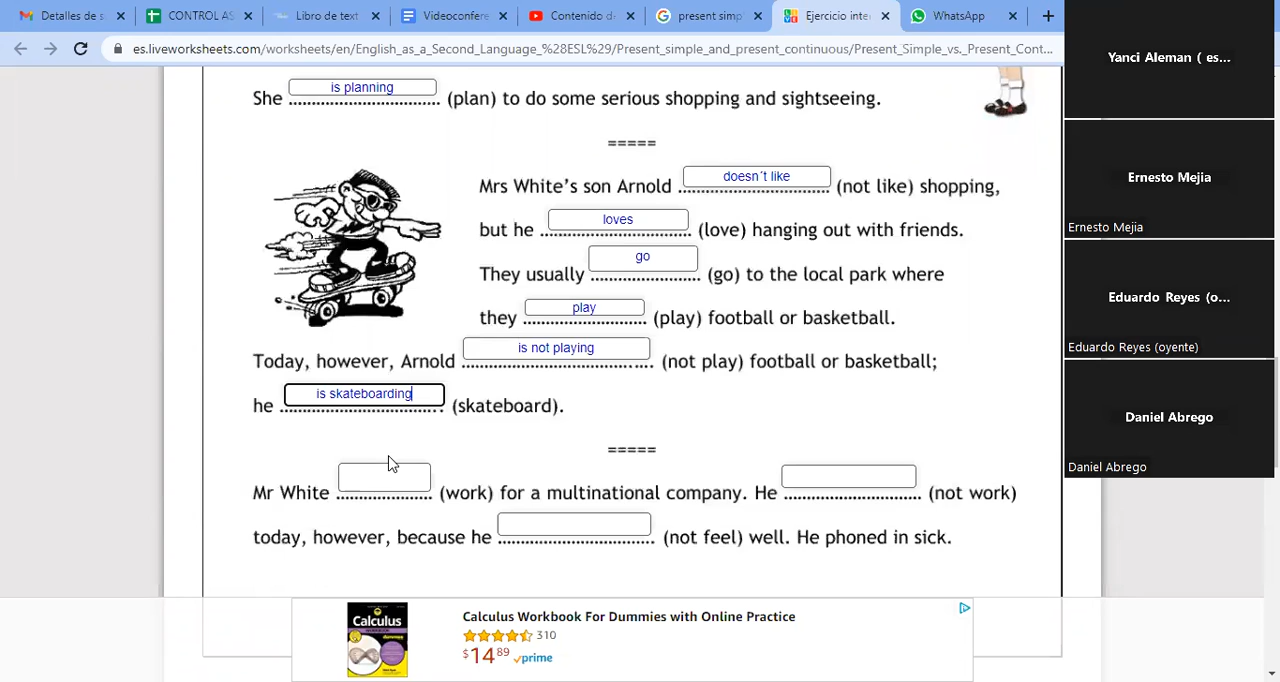 CONTROL AS
Libro de text
Videoconfere
Contenido d
present simp
Ejercicio inte
WhatsApp
es.liveworksheets.com/worksheets/en/English_as_a_Second_Language_%28ESL%29/Present_simple_and_present_continuous/Present_Simple_vs._Present_Cont...
She is planning (plan) to do some serious shopping and sightseeing.
=====
Mrs White's son Arnold doesn´t like (not like) shopping,
but he loves (love) hanging out with friends.
They usually go (go) to the local park where
they play (play) football or basketball.
Today, however, Arnold is not playing (not play) football or basketball;
he is skateboarding (skateboard).
=====
Mr White (work) for a multinational company. He (not work)
today, however, because he (not feel) well. He phoned in sick.
Calculus
Calculus Workbook For Dummies with Online Practice
310
$14 89 prime
Yanci Aleman ( es...
Ernesto Mejia
Ernesto Mejia
Eduardo Reyes (o...
Eduardo Reyes (oyente)
Daniel Abrego
Daniel Abrego